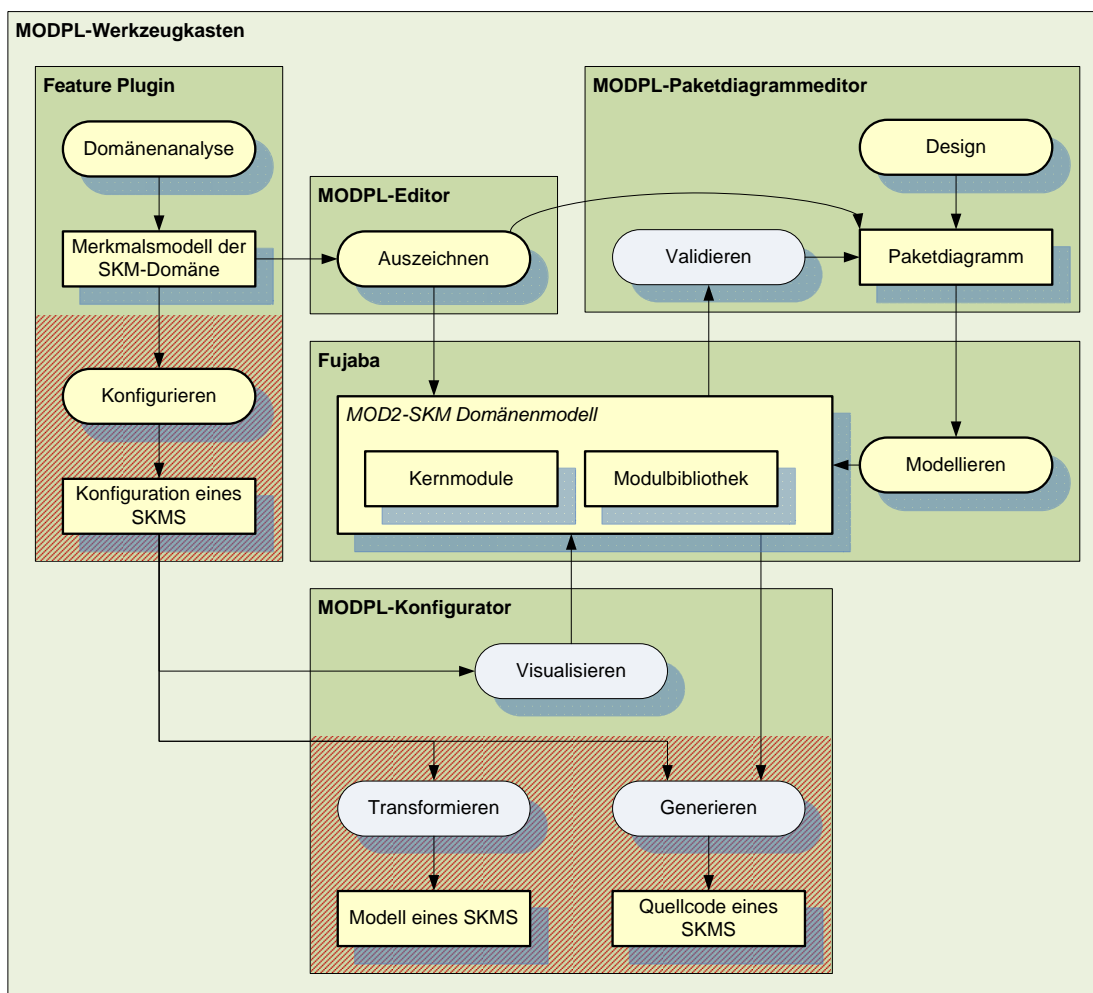 MODPL-Werkzeugkasten
Feature Plugin
Domänenanalyse
Merkmalsmodell der
SKM-Domäne
Konfigurieren
Konfiguration eines
SKMS
MODPL-Editor
Auszeichnen
MODPL-Paketdiagrammeditor
Design
Validieren
Paketdiagramm
Fujaba
MOD2-SKM Domänenmodell
Kernmodule
Modulbibliothek
Modellieren
MODPL-Konfigurator
Visualisieren
Transformieren
Generieren
Modell eines SKMS
Quellcode eines
SKMS